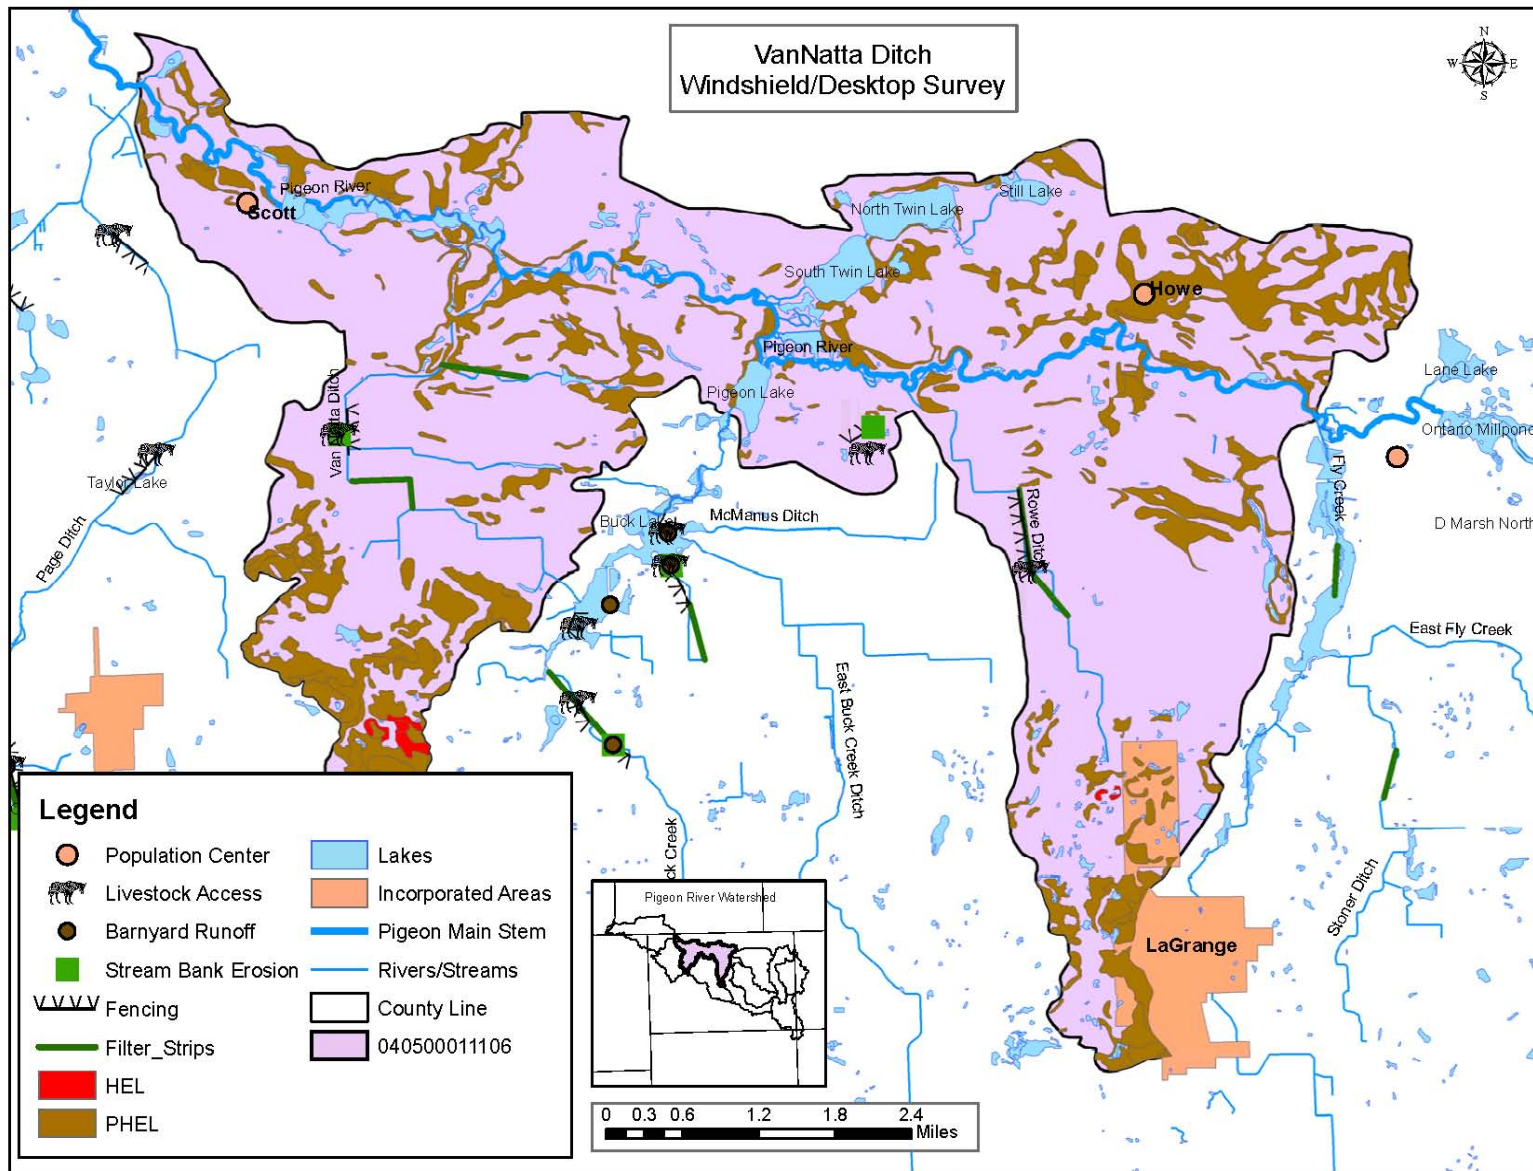 VanNatta Ditch
Windshield/Desktop Survey
N
W E
S
Pigeon River
Scott
Still Lake
North Twin Lake
South Twin Lake
Howe
Pigeon River
Lane Lake
Pigeon Lake
Van Natta Ditch
Ontario Millpond
Taylor Lake
Fly Creek
Buck Lake
McManus Ditch
Rowe Ditch
D Marsh North
Page Ditch
East Fly Creek
East Buck Creek Ditch
Stoner Ditch
ck Creek
LaGrange
Legend
Population Center
Livestock Access
Barnyard Runoff
Stream Bank Erosion
Fencing
Filter_Strips
HEL
PHEL
Lakes
Incorporated Areas
Pigeon Main Stem
Rivers/Streams
County Line
040500011106
Pigeon River Watershed
0 0.3 0.6 1.2 1.8 2.4
Miles